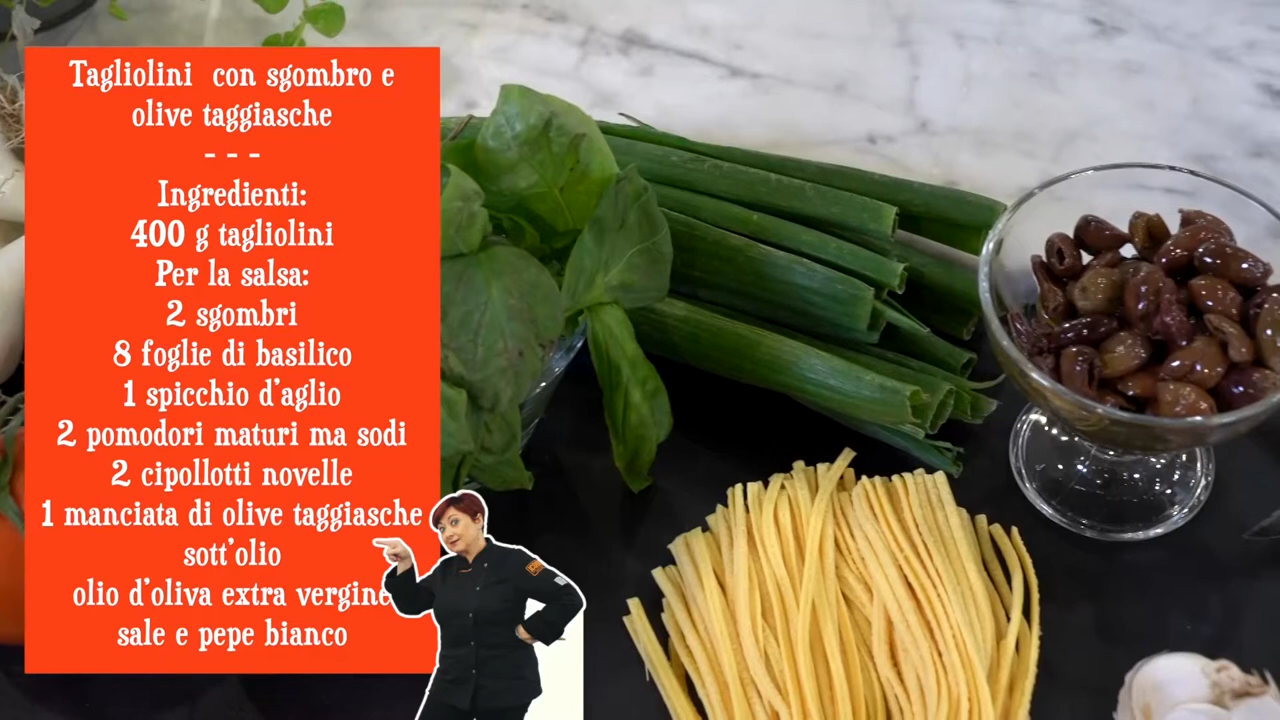 Tagliolini con sgombro e
olive taggiasche
- - -
Ingredienti:
400 g tagliolini
Per la salsa:
2 sgombri
8 foglie di basilico
1 spicchio d'aglio
2 pomodori maturi ma sodi
2 cipollotti novelle
1 manciata di olive taggiasche
sott'olio
olio d'oliva extra vergine
sale e pepe bianco